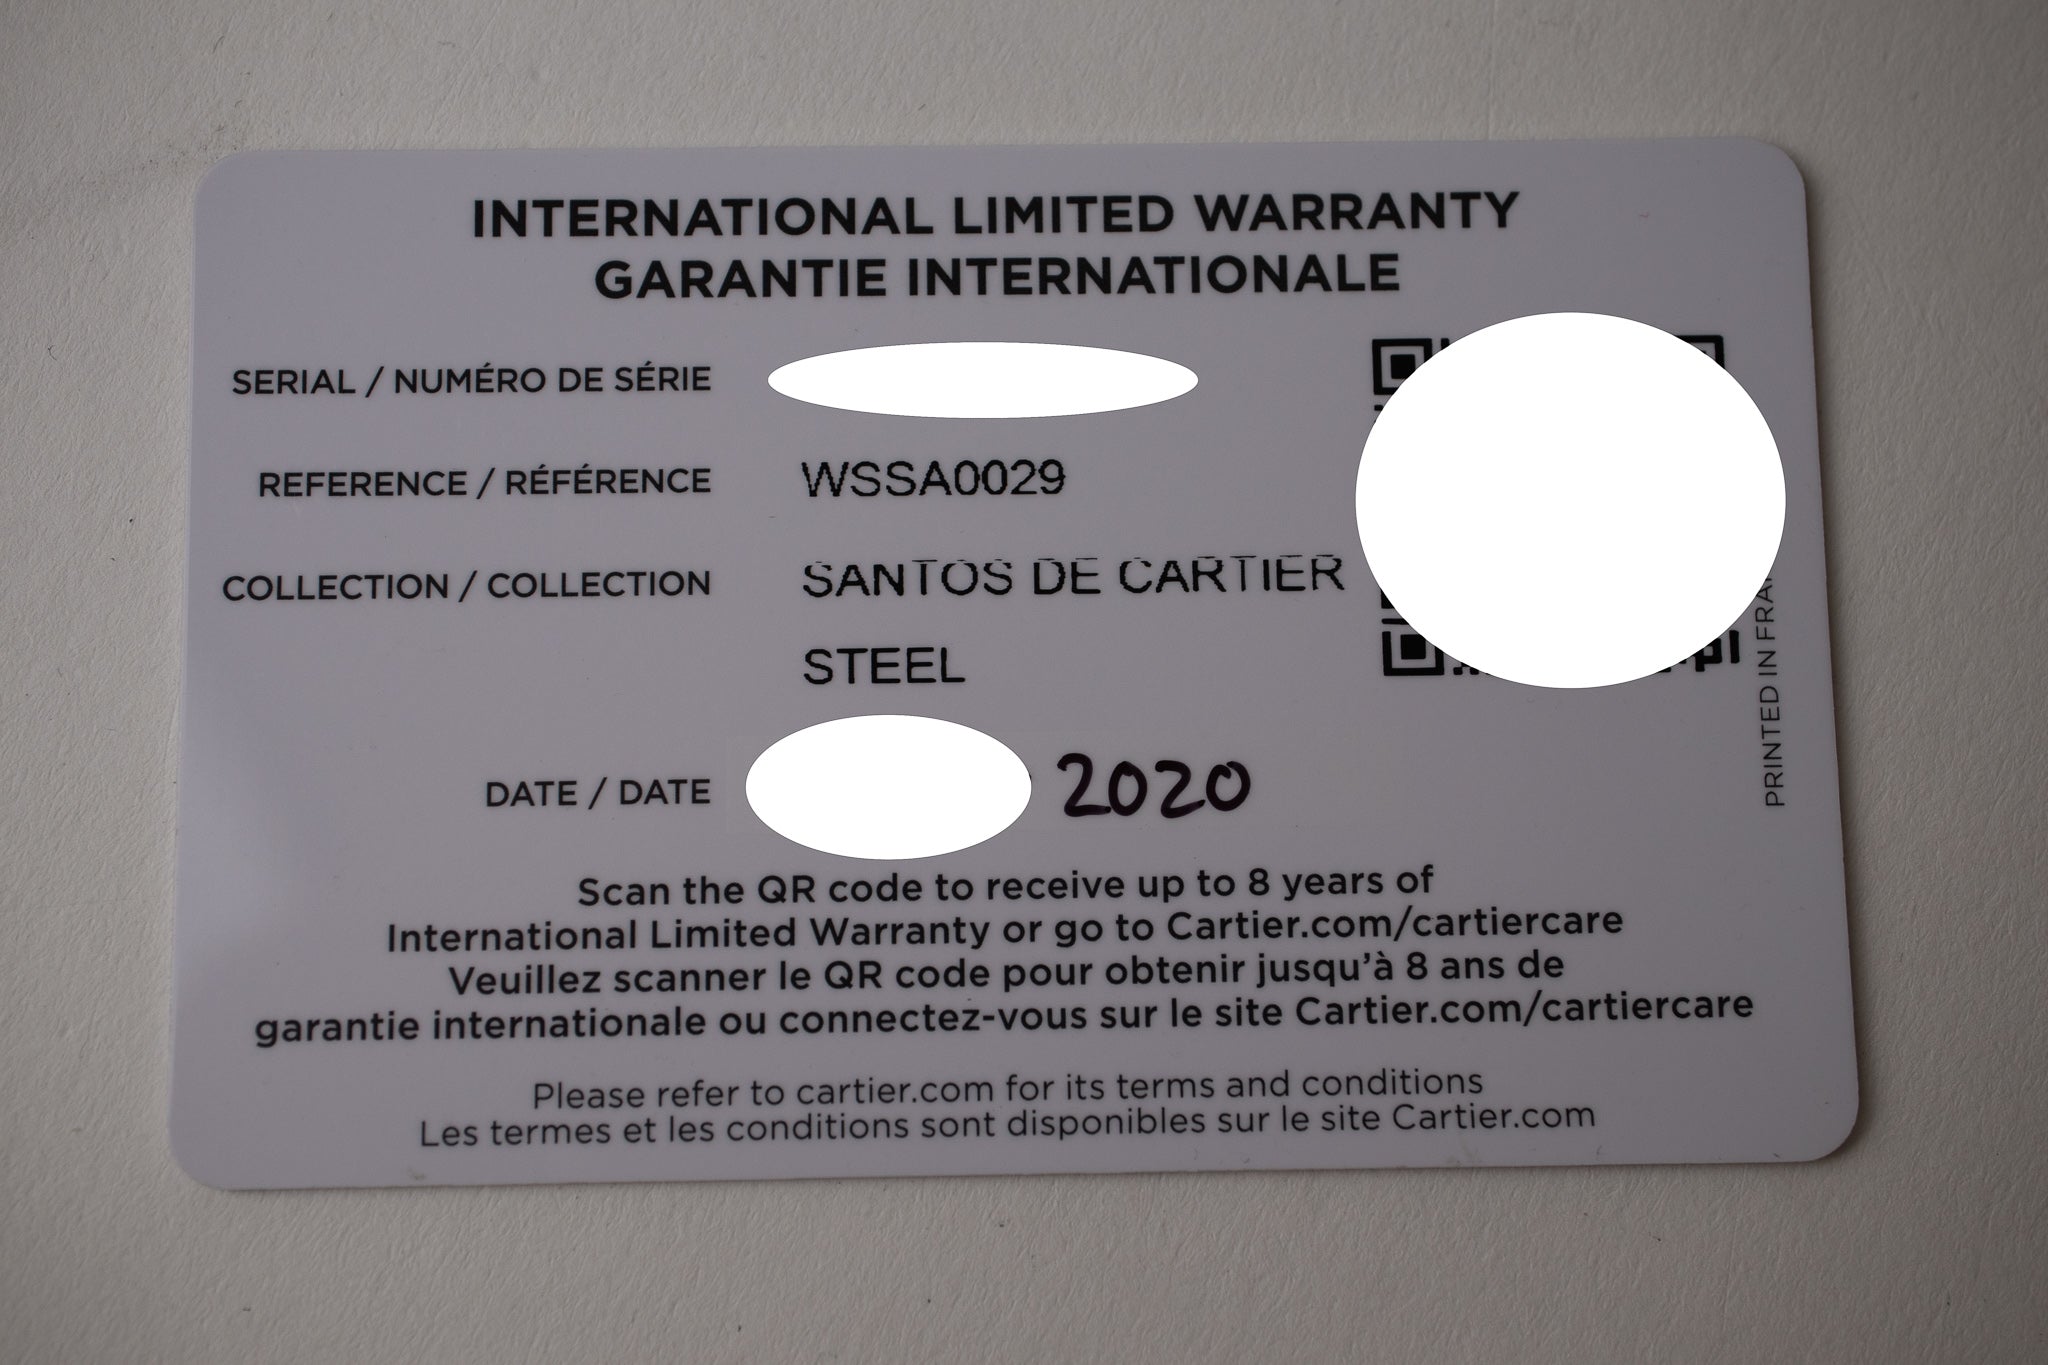 INTERNATIONAL LIMITED WARRANTY
GARANTIE INTERNATIONALE
SERIAL / NUMÉRO DE SÉRIE
REFERENCE / RÉFÉRENCE WSSA0029
COLLECTION / COLLECTION SANTOS DE CARTIER
STEEL
DATE / DATE 2020
PRINTED IN
Scan the QR code to receive up to 8 years of
International Limited Warranty or go to Cartier.com/cartiercare
Veuillez scanner le QR code pour obtenir jusqu'à 8 ans de
garantie internationale ou connectez-vous sur le site Cartier.com/cartiercare
Please refer to cartier.com for its terms and conditions
Les termes et les conditions sont disponibles sur le site Cartier.com